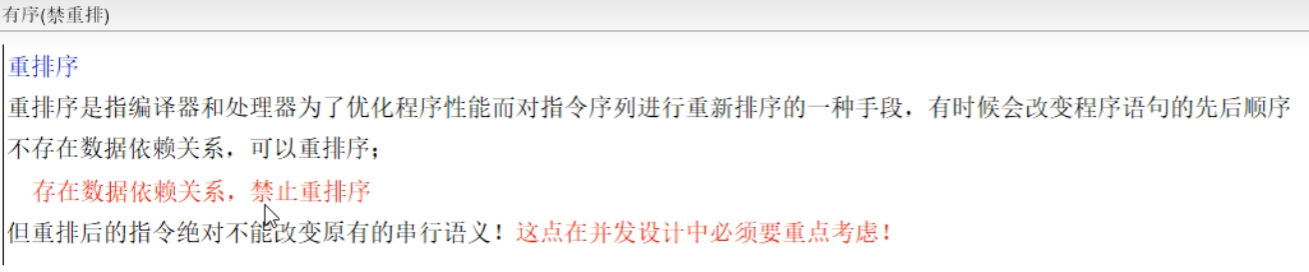 有序(禁重排)
重排序
重排序是指编译器和处理器为了优化程序性能而对指令序列进行重新排序的一种手段，有时候会改变程序语句的先后顺序
不存在数据依赖关系，可以重排序；
存在数据依赖关系，禁止重排序
但重排后的指令绝对不能改变原有的串行语义！这点在并发设计中必须要重点考虑！